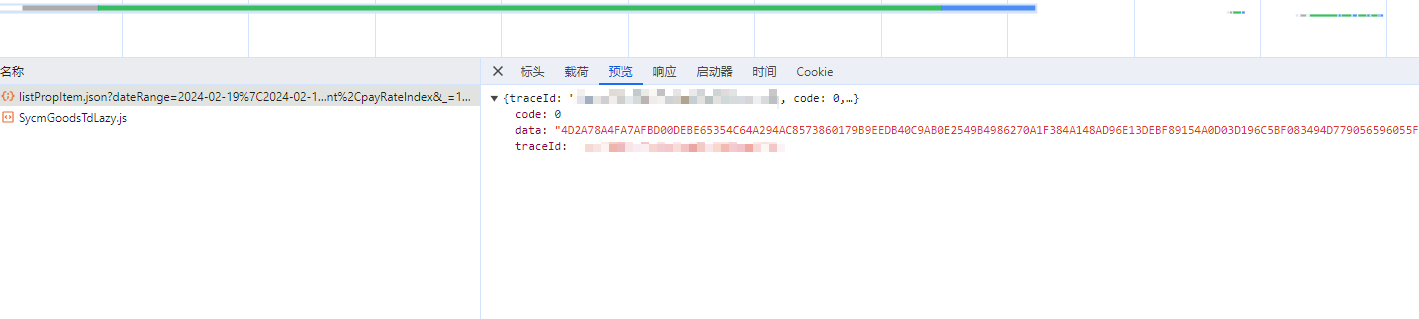 名称
× 标头 载荷 预览 响应 启动器 时间 Cookie
listPropItem.json?dateRange=2024-02-19%7C2024-02-1...nt%2CpayRateIndex&_=1...
SycmGoodsTdLazy.js
{traceId: ' , code: 0,…}
code: 0
data: "4D2A78A4FA7AFBD00DEBE65354C64A294AC8573860179B9EEDB40C9AB0E2549B4986270A1F384A148AD96E13DEBF89154A0D03D196C5BF083494D779056596055F
traceId: